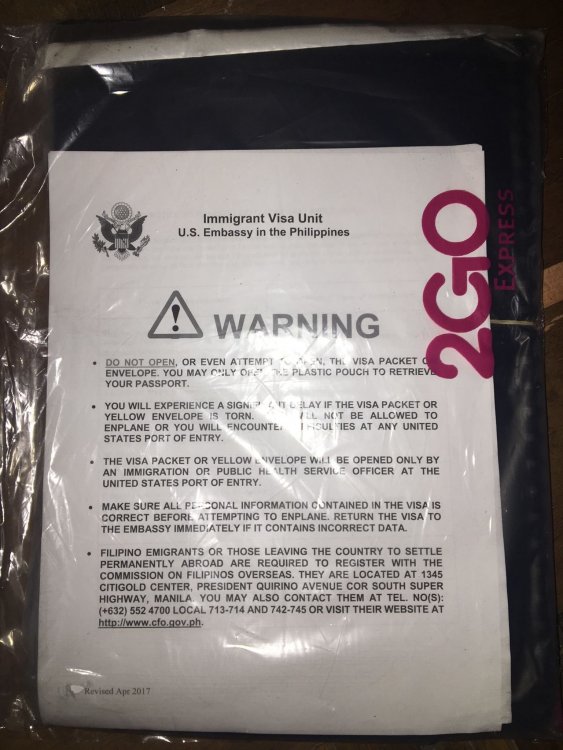 Immigrant Visa Unit
U.S. Embassy in the Philippines
WARNING
2GO
EXPRESS
• DO NOT OPEN, OR EVEN ATTEMPT OPEN, THE VISA PACKET
ENVELOPE. YOU MAY ONLY PLASTIC POUCH TO RETRIEVE
YOUR PASSPORT.
• YOU WILL EXPERIENCE A DELAY IF THE VISA PACKET OR
YELLOW ENVELOPE IS TORN. NOT BE ALLOWED TO
ENPLANE OR YOU WILL ENCOUNTER AT ANY UNITED
STATES PORT OF ENTRY.
• THE VISA PACKET OR YELLOW ENVELOPE WILL BE OPENED ONLY BY
AN IMMIGRATION OR PUBLIC HEALTH SERVICE OFFICER AT THE
UNITED STATES PORT OF ENTRY.
• MAKE SURE ALL PERSONAL INFORMATION CONTAINED IN THE VISA IS
CORRECT BEFORE ATTEMPTING TO ENPLANE. RETURN THE VISA TO
THE EMBASSY IMMEDIATELY IF IT CONTAINS INCORRECT DATA.
• FILIPINO EMIGRANTS OR THOSE LEAVING THE COUNTRY TO SETTLE
PERMANENTLY ABROAD ARE REQUIRED TO REGISTER WITH THE
COMMISSION ON FILIPINOS OVERSEAS. THEY ARE LOCATED AT 1345
CITIGOLD CENTER, PRESIDENT QUIRINO AVENUE COR SOUTH SUPER
HIGHWAY, MANILA. YOU MAY ALSO CONTACT THEM AT TEL. NO(S):
(+632) 552 4700 LOCAL 713-714 AND 742-745 OR VISIT THEIR WEBSITE AT
http://www.cfo.gov.ph.
Revised Apr 2017